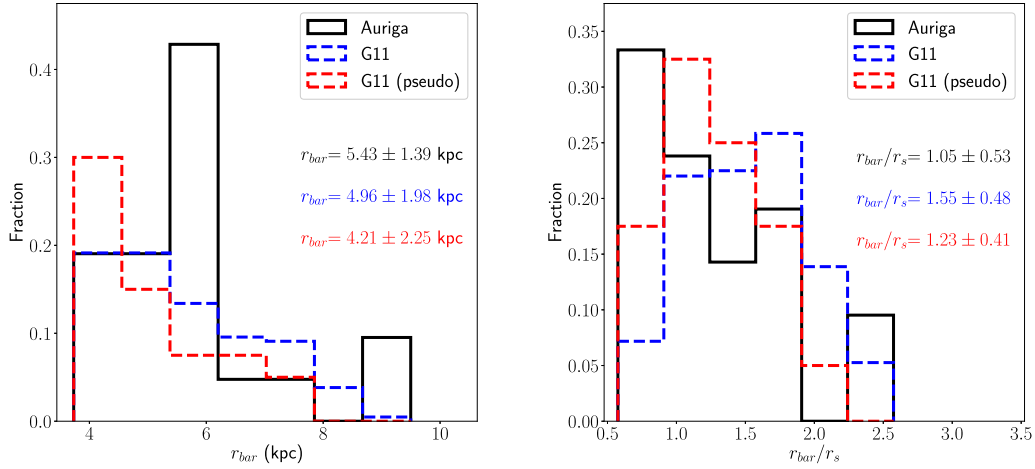 Auriga
G11
G11 (pseudo)
r_bar= 5.43 ± 1.39 kpc
r_bar= 4.96 ± 1.98 kpc
r_bar= 4.21 ± 2.25 kpc
Fraction
0.4
0.3
0.2
0.1
0.0
4 6 8 10
r_bar (kpc)
Auriga
G11
G11 (pseudo)
r_bar/r_s= 1.05 ± 0.53
r_bar/r_s= 1.55 ± 0.48
r_bar/r_s= 1.23 ± 0.41
Fraction
0.35
0.30
0.25
0.20
0.15
0.10
0.05
0.00
0.5 1.0 1.5 2.0 2.5 3.0 3.5
r_bar/r_s